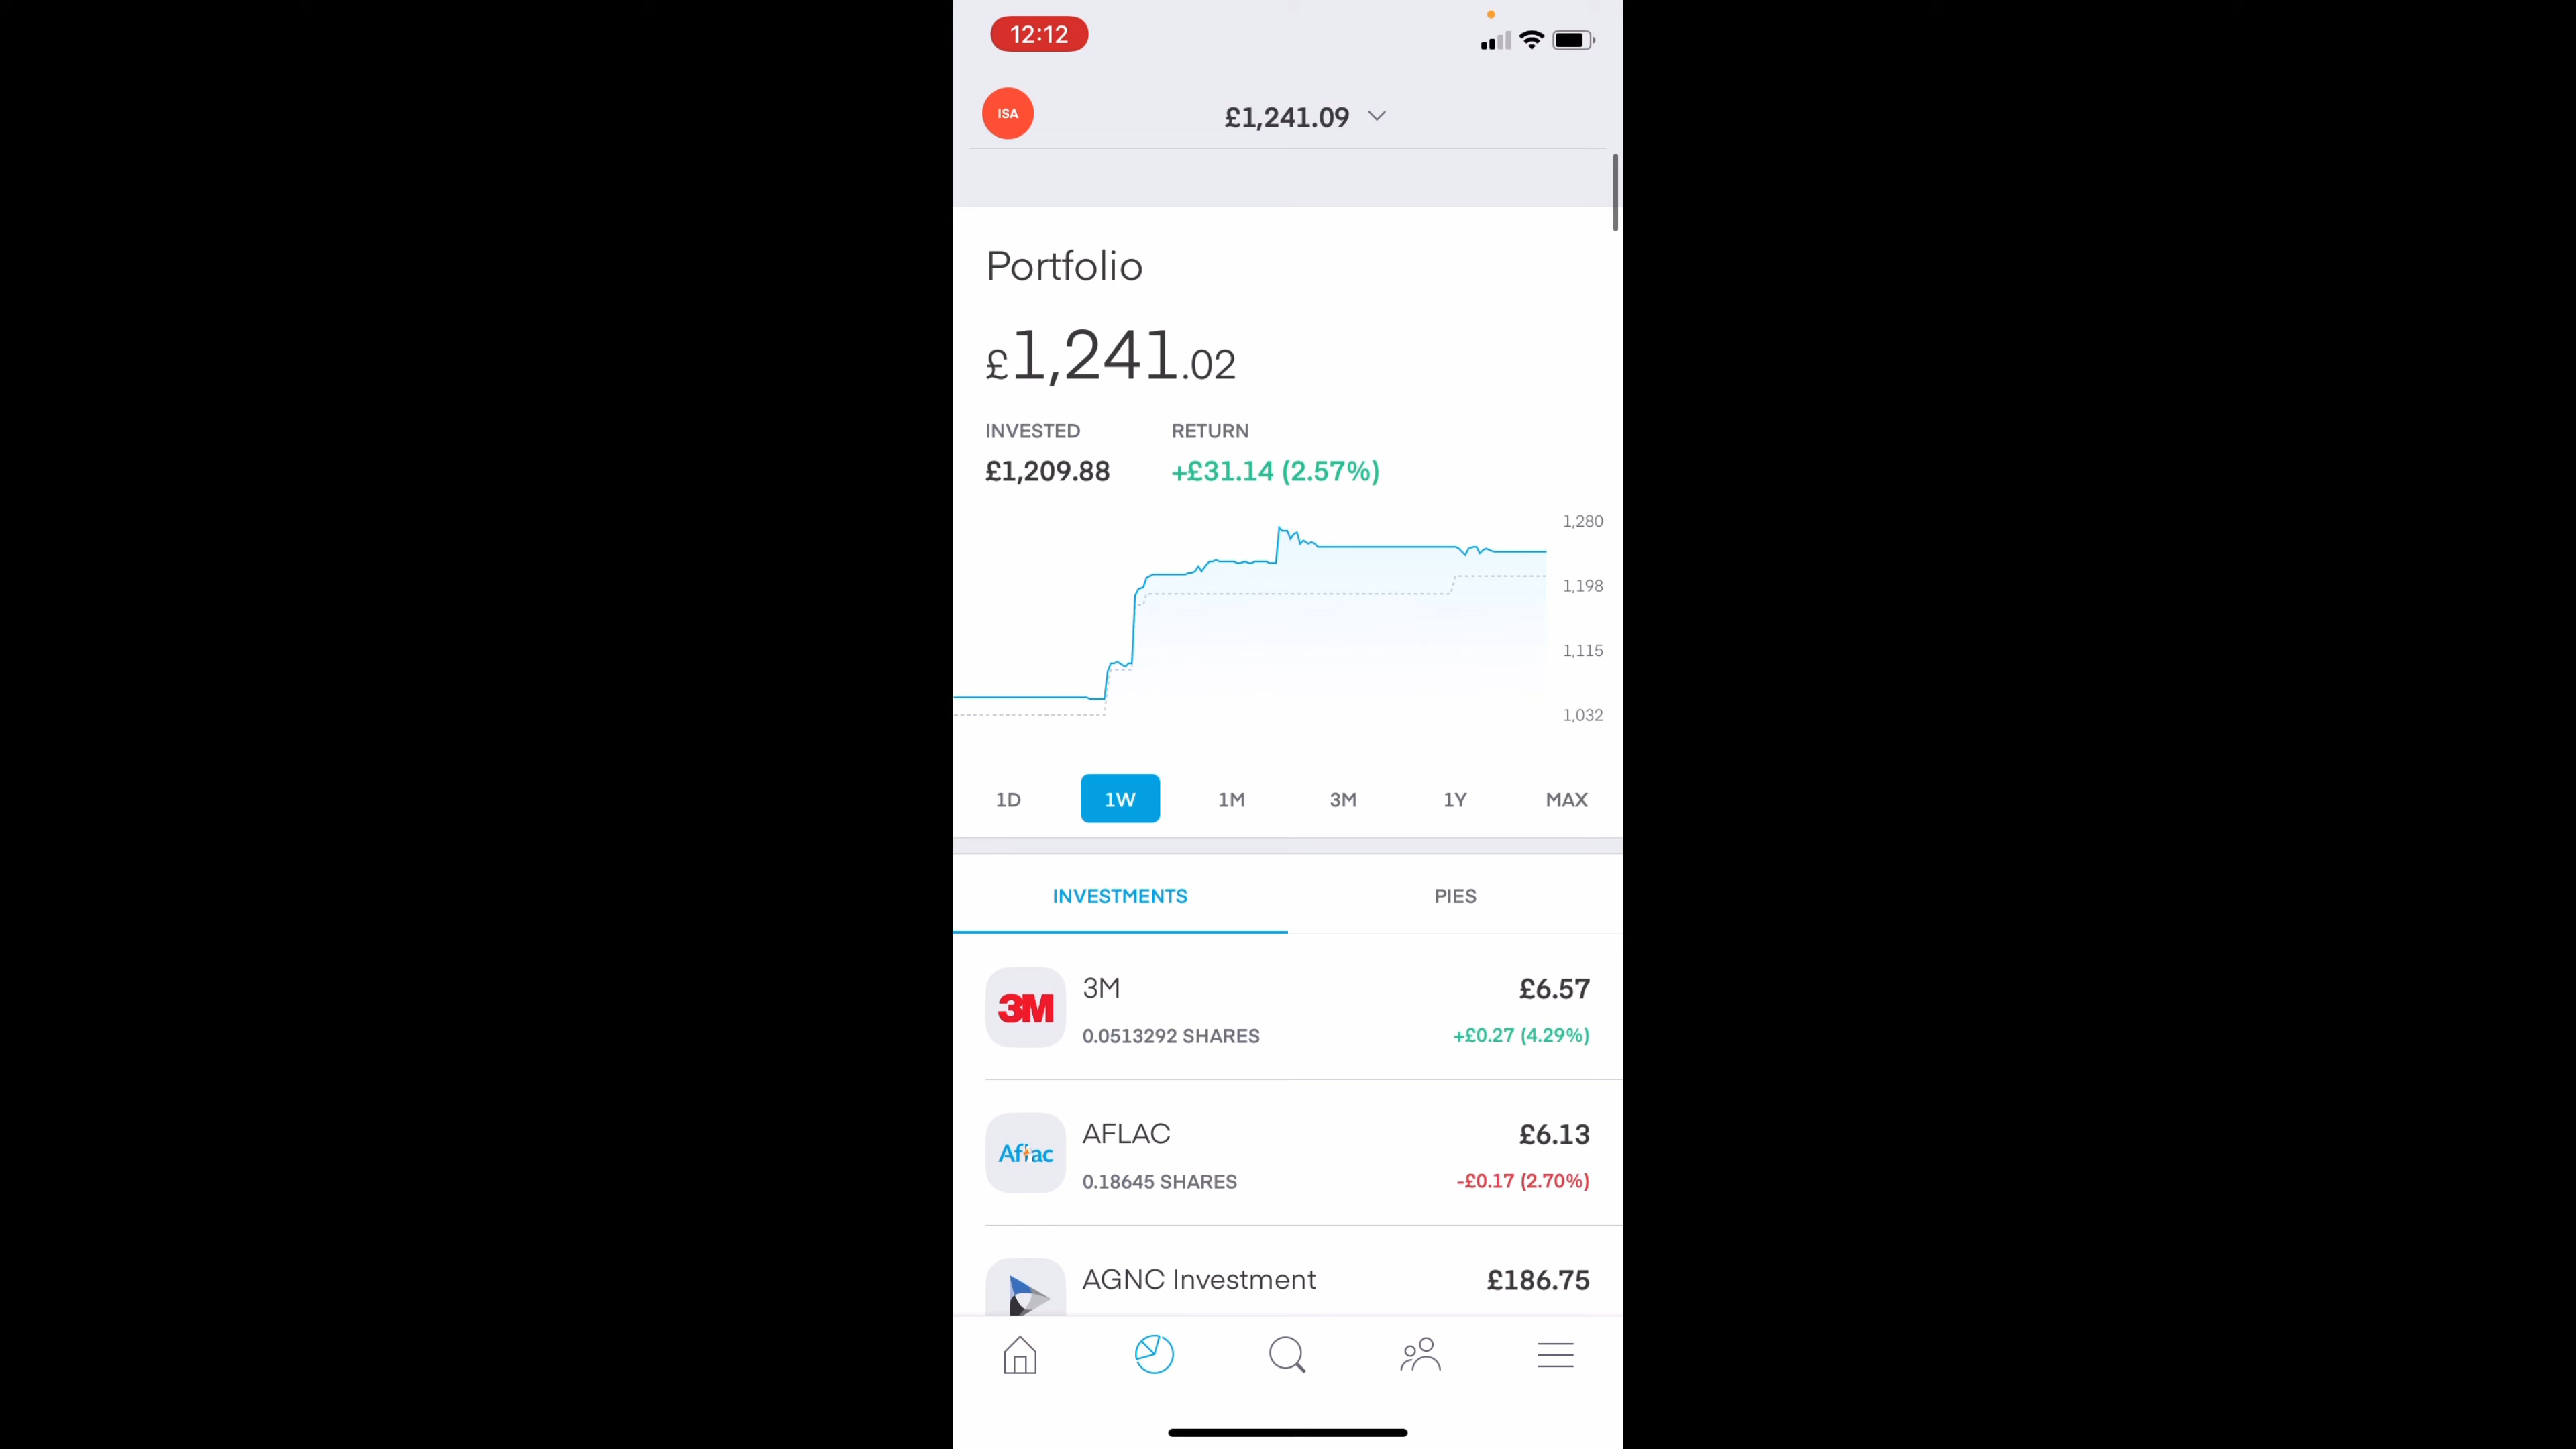 12:12
ISA
£1,241.09
Portfolio
£1,241.02
INVESTED RETURN
£1,209.88 +£31.14 (2.57%)
1,280
1,198
1,115
1,032
1D 1W 1M 3M 1Y MAX
INVESTMENTS PIES
3M
3M £6.57
0.0513292 SHARES +£0.27 (4.29%)
Aflac
AFLAC £6.13
0.18645 SHARES -£0.17 (2.70%)
AGNC Investment £186.75